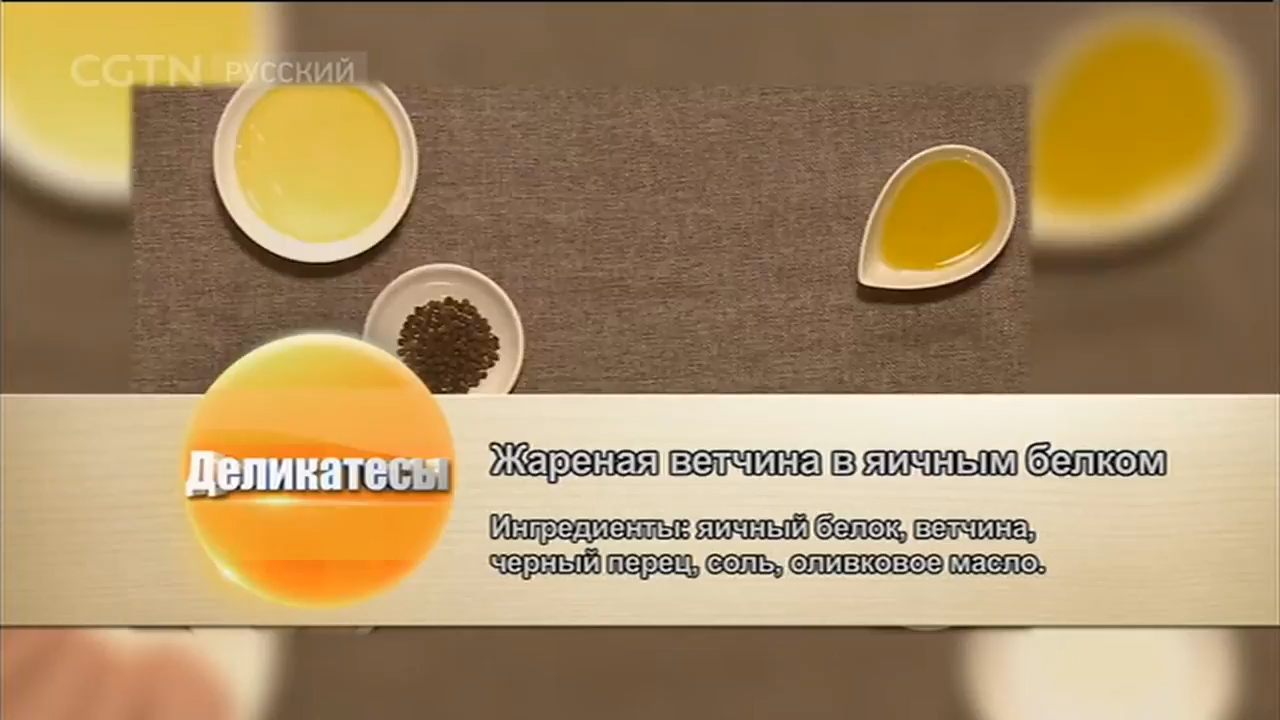 CGTN РУССКИЙ
Деликатесы
Жареная ветчина в яичным белком
Ингредиенты: яичный белок, ветчина,
черный перец, соль, оливковое масло.